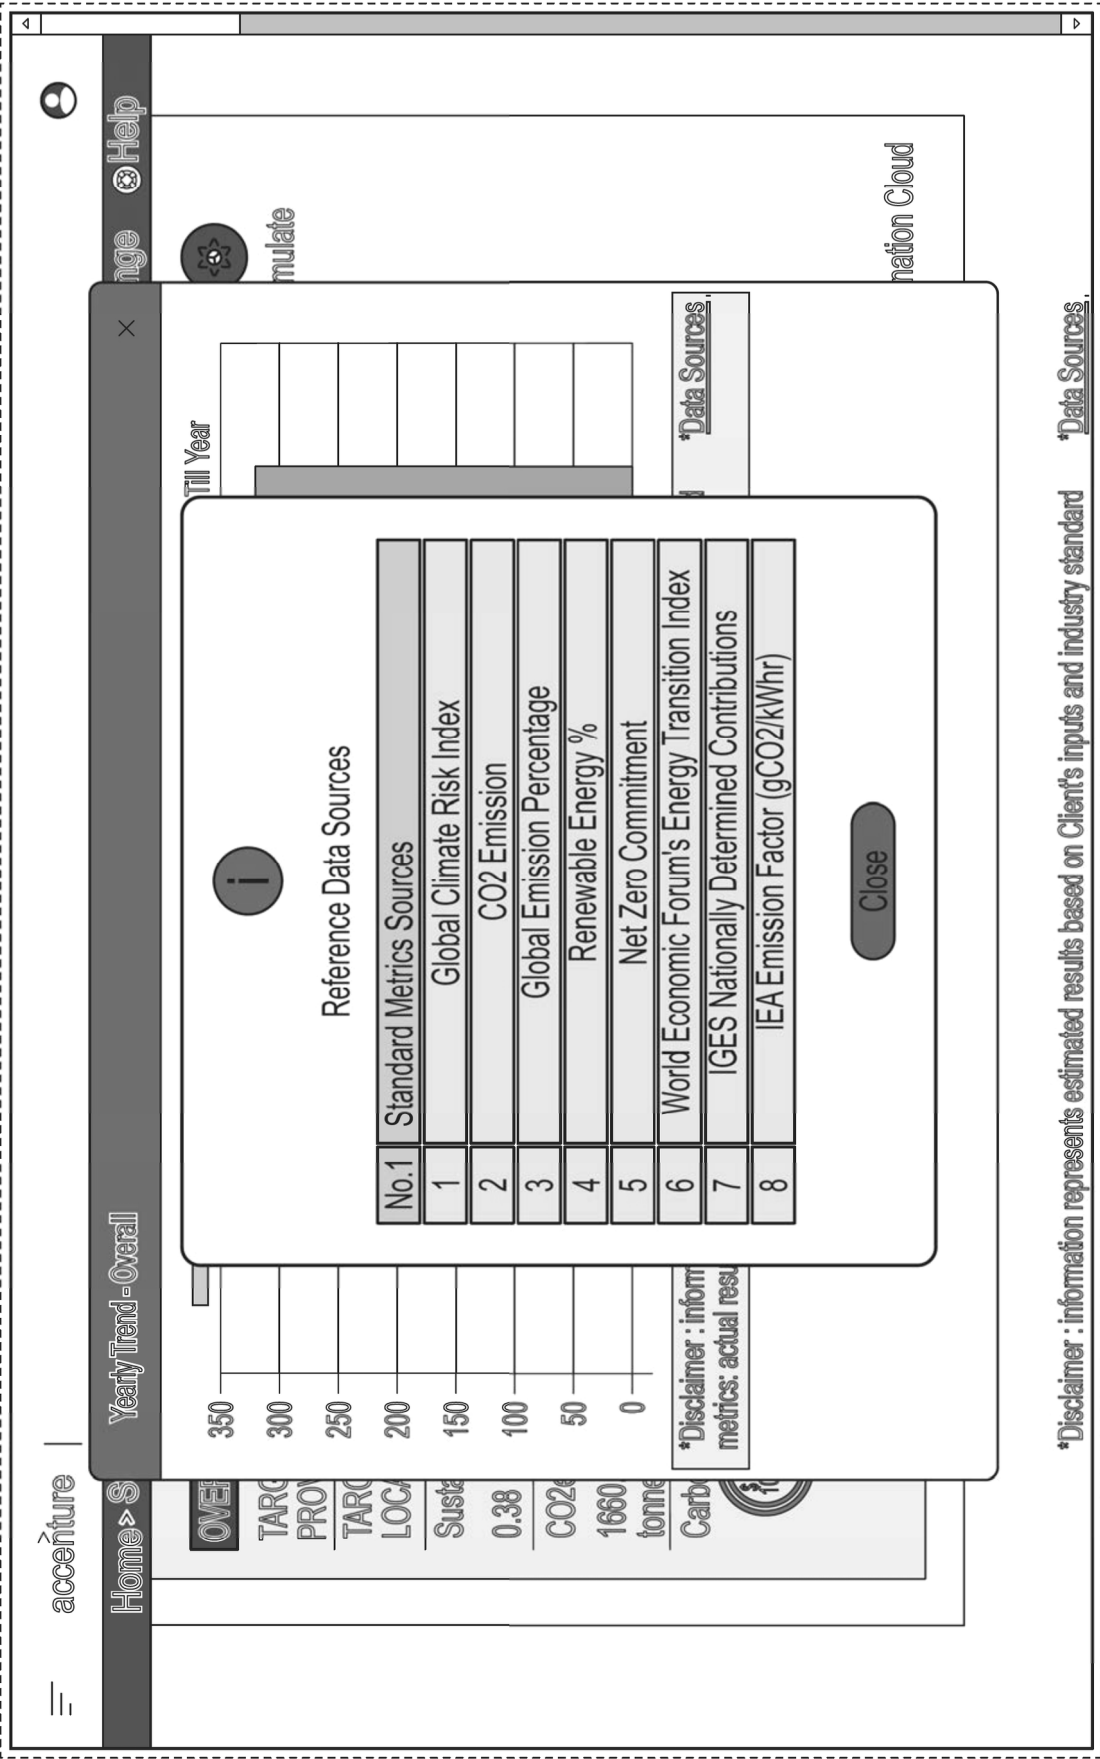 accenture
Home> S
nge
Help
Yearly Trend - Overall
OVER
TARG
PROV
TARG
LOCA
Susta
0.38
CO2e
1660
tonne
Carb
mulate
Till Year
350
300
250
200
150
100
50
0
Reference Data Sources
No.1 Standard Metrics Sources
1 Global Climate Risk Index
2 CO2 Emission
3 Global Emission Percentage
4 Renewable Energy %
5 Net Zero Commitment
6 World Economic Forum's Energy Transition Index
7 IGES Nationally Determined Contributions
8 IEA Emission Factor (gCO2/kWhr)
Close
*Disclaimer : inform
metrics: actual resu
*Data Sources
nation Cloud
*Disclaimer : information represents estimated results based on Client's inputs and industry standard
*Data Sources